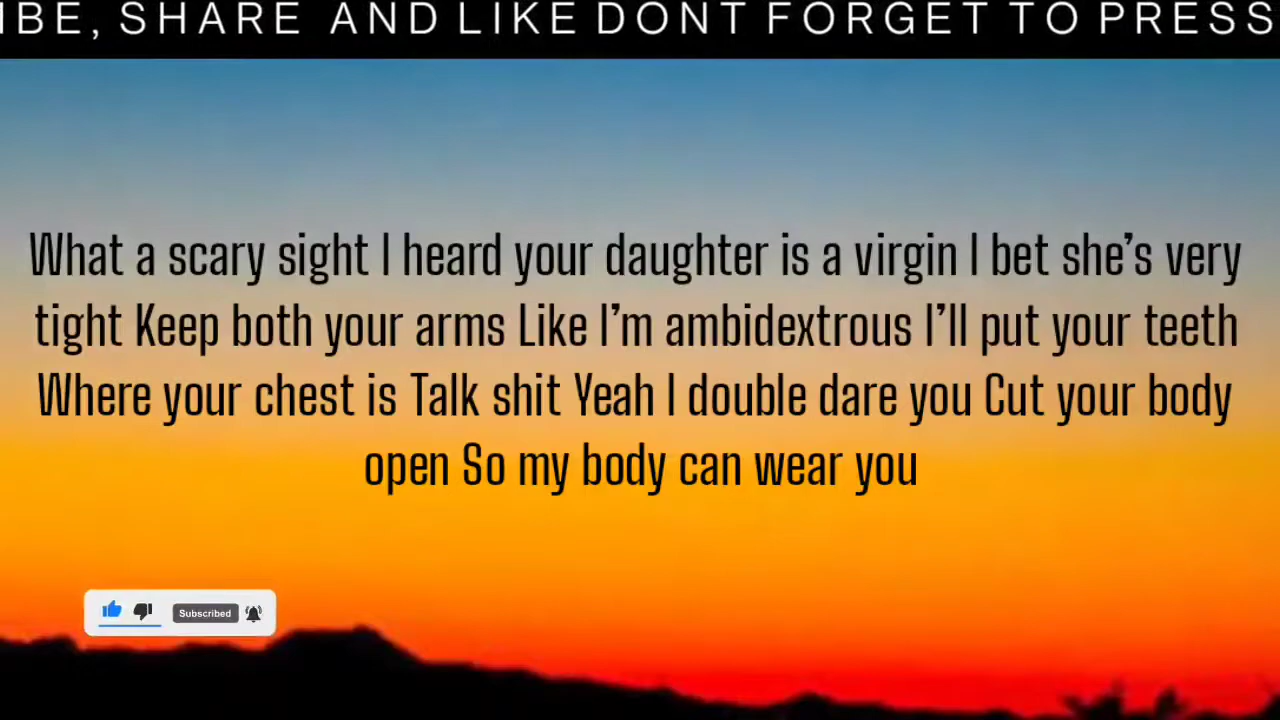 IBE, SHARE AND LIKE DONT FORGET TO PRESS
What a scary sight I heard your daughter is a virgin I bet she’s very
tight Keep both your arms Like I’m ambidextrous I’ll put your teeth
Where your chest is Talk shit Yeah I double dare you Cut your body
open So my body can wear you
Subscribed